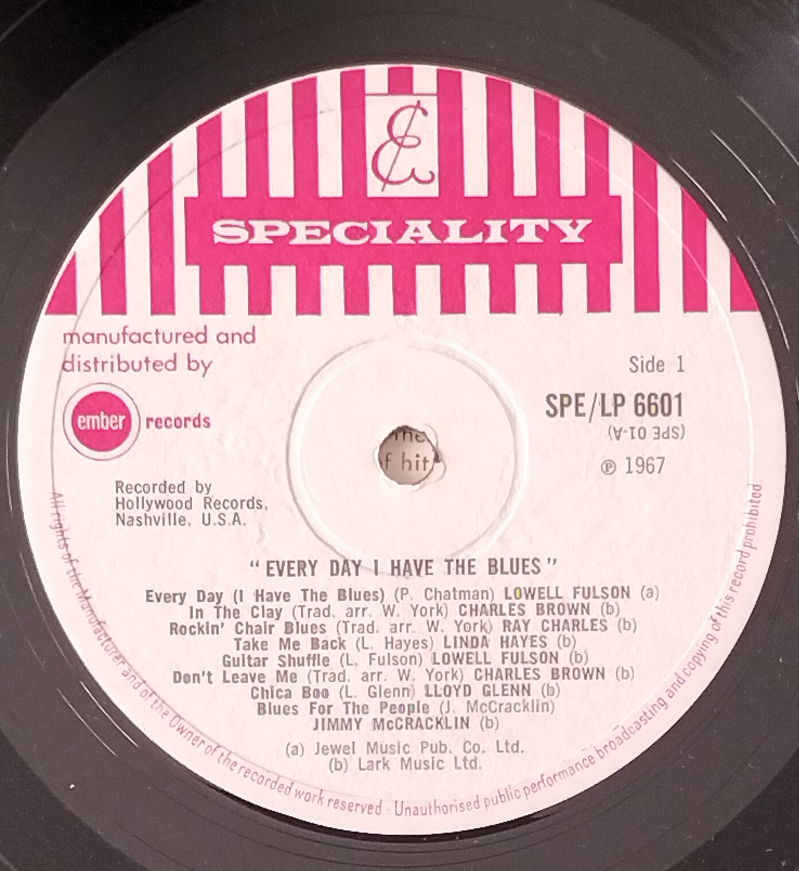 &
SPECIALITY
manufactured and
distributed by
ember records
Side 1
SPE/LP 6601
(SPE 01-A)
℗ 1967
he
f hit
Recorded by
Hollywood Records,
Nashville, U.S.A.
“ EVERY DAY I HAVE THE BLUES ”
Every Day (I Have The Blues) (P. Chatman) LOWELL FULSON (a)
In The Clay (Trad. arr. W. York) CHARLES BROWN (b)
Rockin' Chair Blues (Trad. arr. W. York) RAY CHARLES (b)
Take Me Back (L. Hayes) LINDA HAYES (b)
Guitar Shuffle (L. Fulson) LOWELL FULSON (b)
Don't Leave Me (Trad. arr. W. York) CHARLES BROWN (b)
Chica Boo (L. Glenn) LLOYD GLENN (b)
Blues For The People (J. McCracklin)
JIMMY McCRACKLIN (b)
(a) Jewel Music Pub. Co. Ltd.
(b) Lark Music Ltd.
All rights of the Manufacturer and of the Owner of the recorded work reserved · Unauthorised public performance broadcasting and copying of this record prohibited